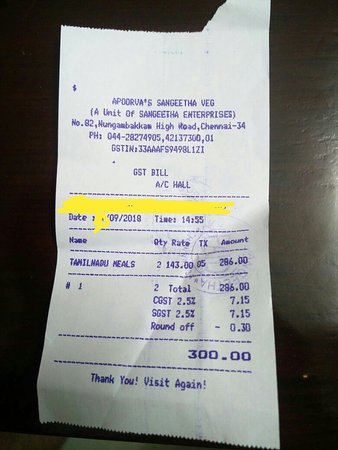 $
APOORVA'S SANGEETHA VEG
(A Unit Of SANGEETHA ENTERPRISES)
No.82,Nungambakkam High Road,Chennai-34
PH: 044-28274905,42137300,01
GSTIN:33AAAFS9498L1ZI
GST BILL
A/C HALL
Date : /09/2018 Time: 14:55
Name Qty Rate TX Amount
TAMILNADU MEALS 2 143.00 05 286.00
# 1 2 Total 286.00
CGST 2.5% 7.15
SGST 2.5% 7.15
Round off - 0.30
300.00
Thank You! Visit Again!